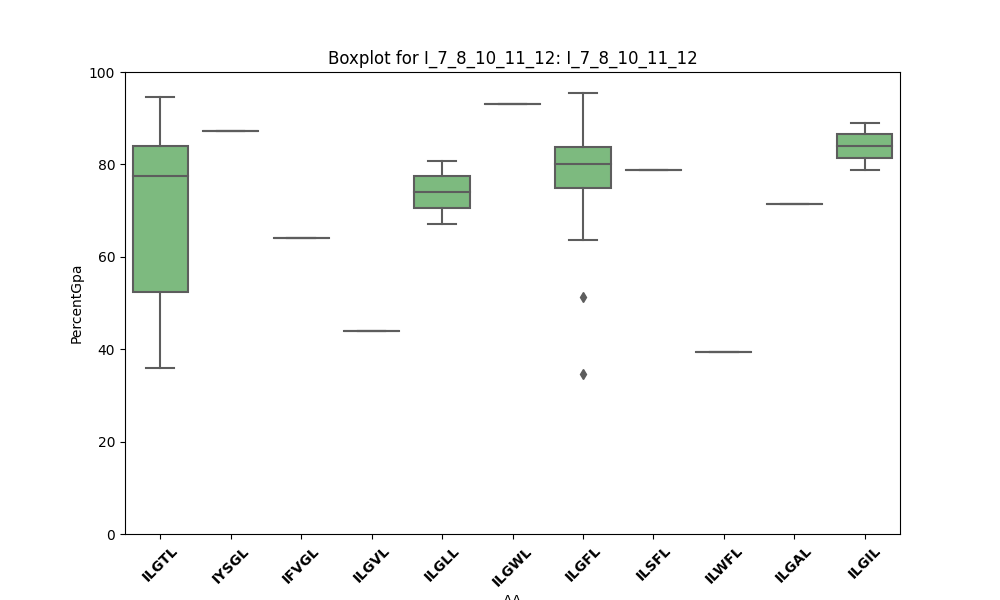 Boxplot for I_7_8_10_11_12: I_7_8_10_11_12
100
80
60
40
20
0
PercentGpa
ILGTL
IYSGL
IFVGL
ILGVL
ILGLL
ILGWL
ILGFL
ILSFL
ILWFL
ILGAL
ILGIL
AA